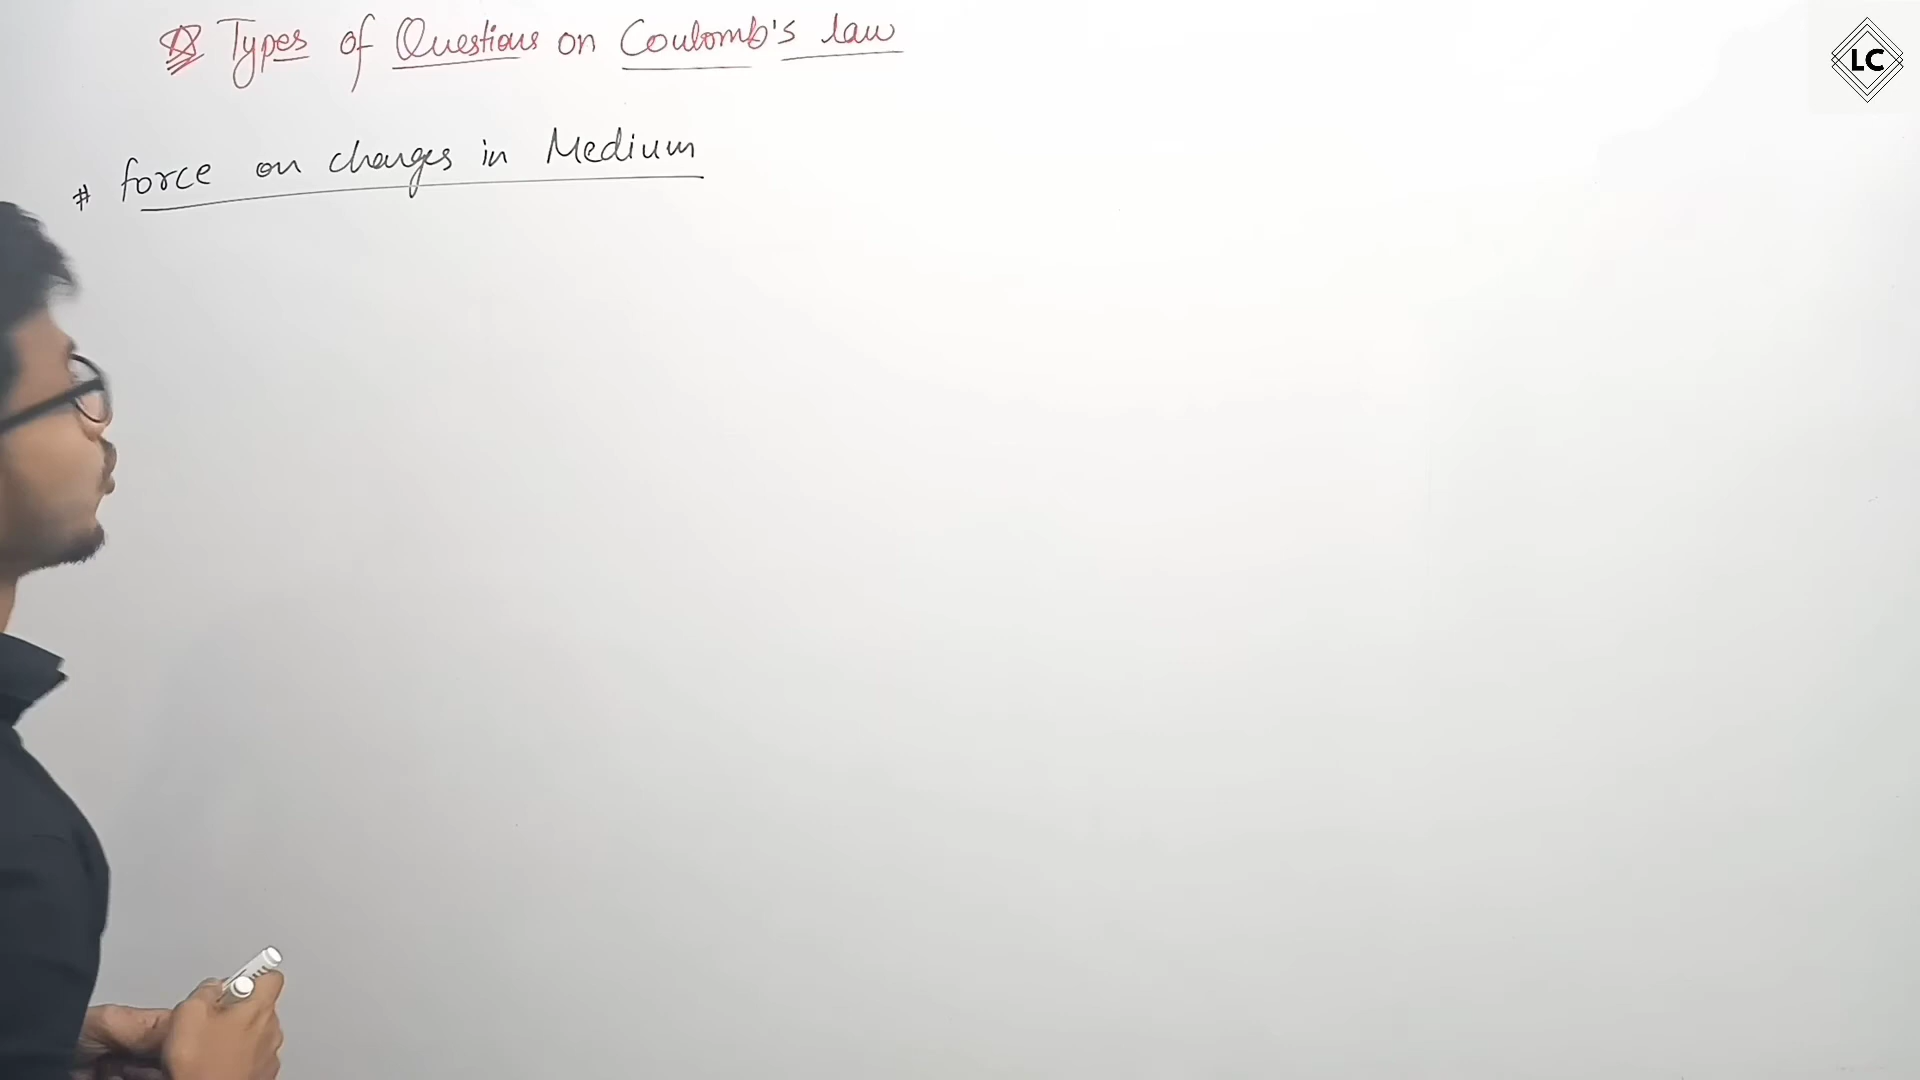 Types of Questions on Coulomb's law
LC
# force on charges in Medium